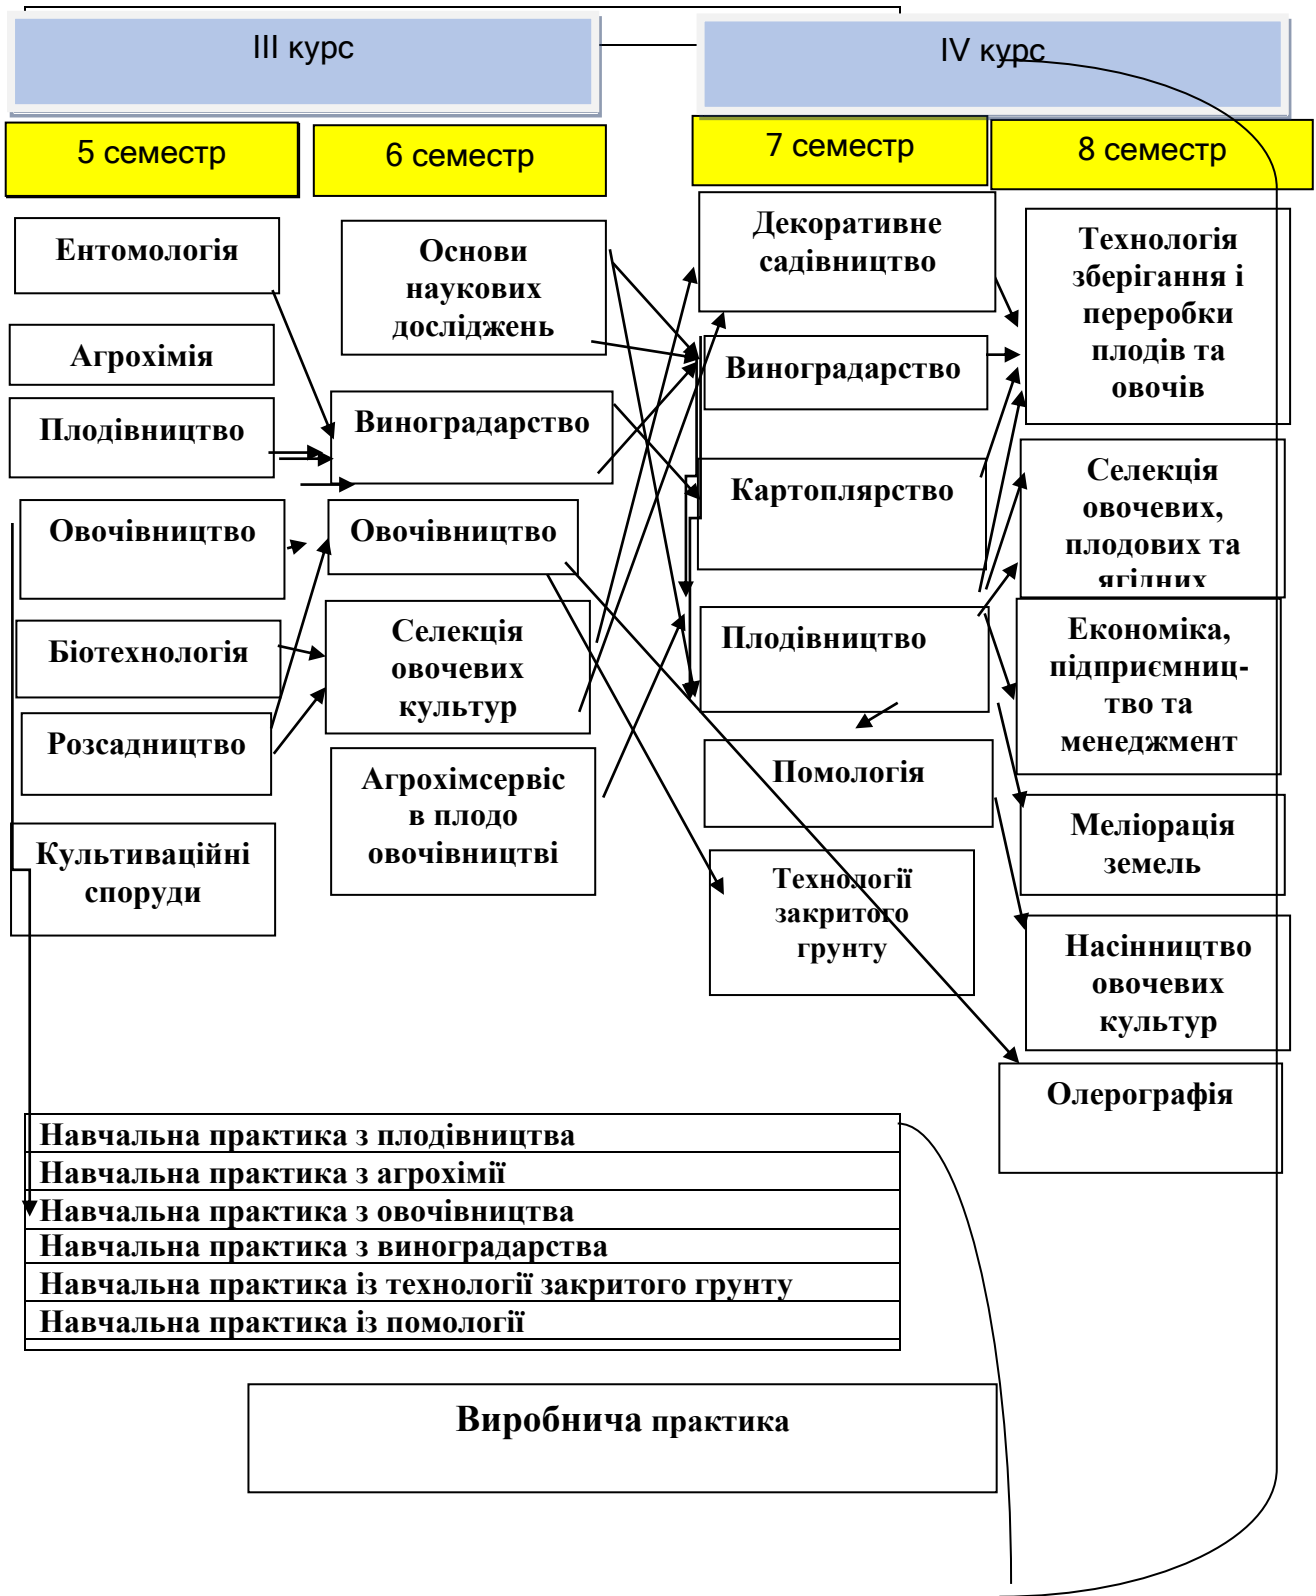 III курс
IV курс
5 семестр
6 семестр
7 семестр
8 семестр
Ентомологія
Агрохімія
Плодівництво
Овочівництво
Біотехнологія
Розсадництво
Культиваційні
споруди
Основи
наукових
досліджень
Виноградарство
Овочівництво
Селекція
овочевих
культур
Агрохімсервіс
в плодо
овочівництві
Декоративне
садівництво
Виноградарство
Картоплярство
Плодівництво
Помологія
Технології
закритого
грунту
Технологія
зберігання і
переробки
плодів та
овочів
Селекція
овочевих,
плодових та
ягідних
Економіка,
підприємниц-
тво та
менеджмент
Меліорація
земель
Насінництво
овочевих
культур
Олерографія
Навчальна практика з плодівництва
Навчальна практика з агрохімії
Навчальна практика з овочівництва
Навчальна практика з виноградарства
Навчальна практика із технології закритого грунту
Навчальна практика із помології
Виробнича практика